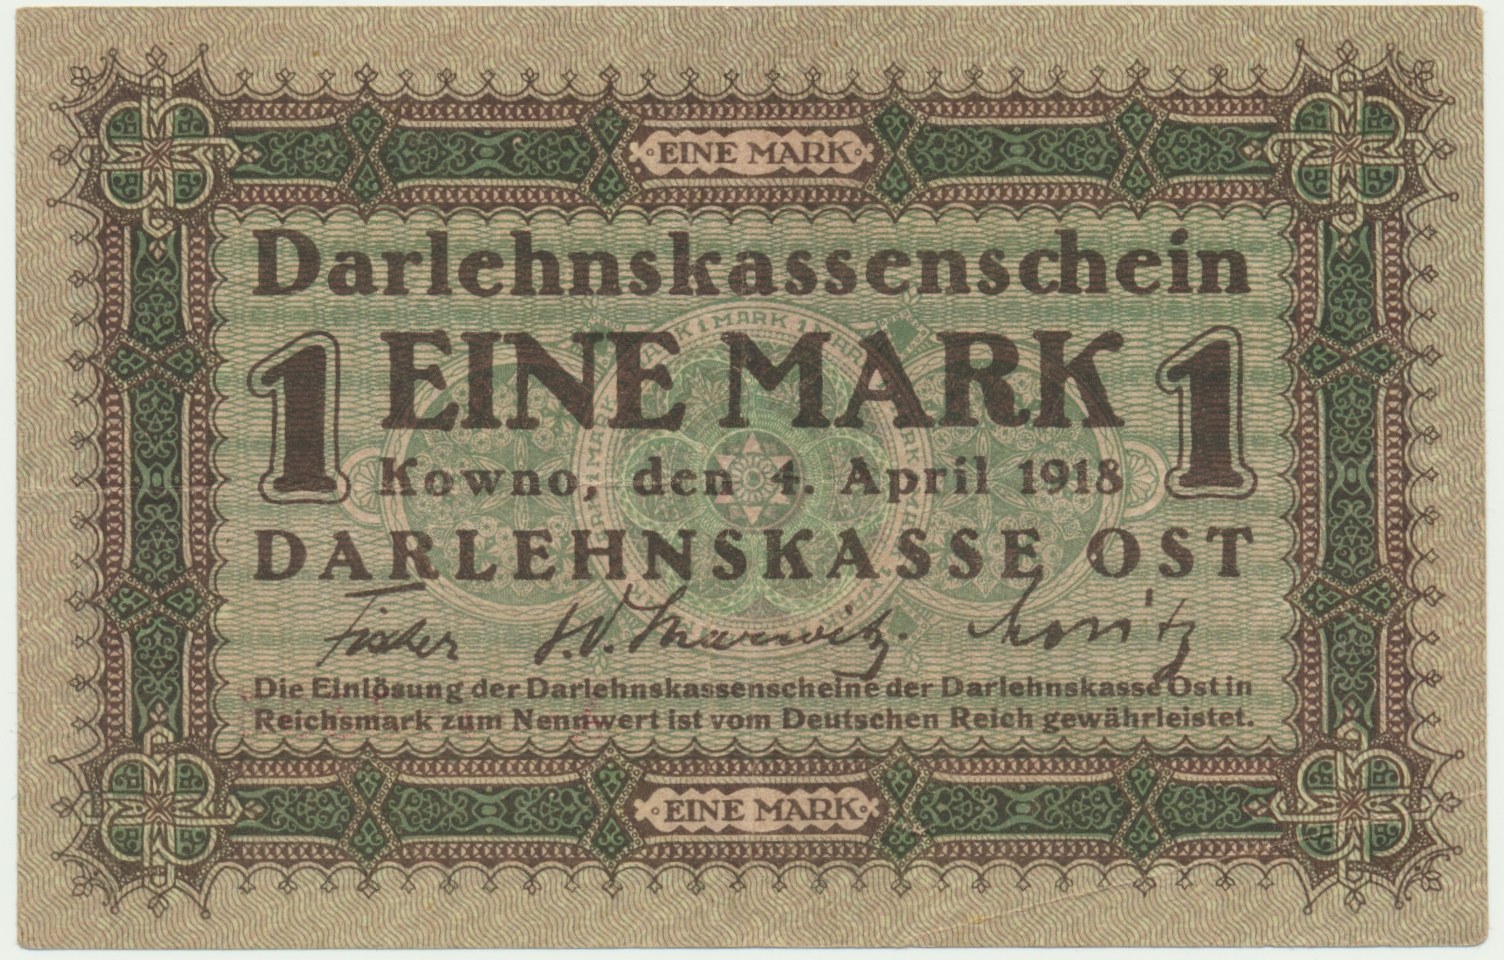 EINE MARK
Darlehnskassenschein
1 EINE MARK 1
Kowno, den 4. April 1918
DARLEHNSKASSE OST
Fischer
Die Einlösung der Darlehnskassenscheine der Darlehnskasse Ost in
Reichsmark zum Nennwert ist vom Deutschen Reich gewährleistet.
EINE MARK